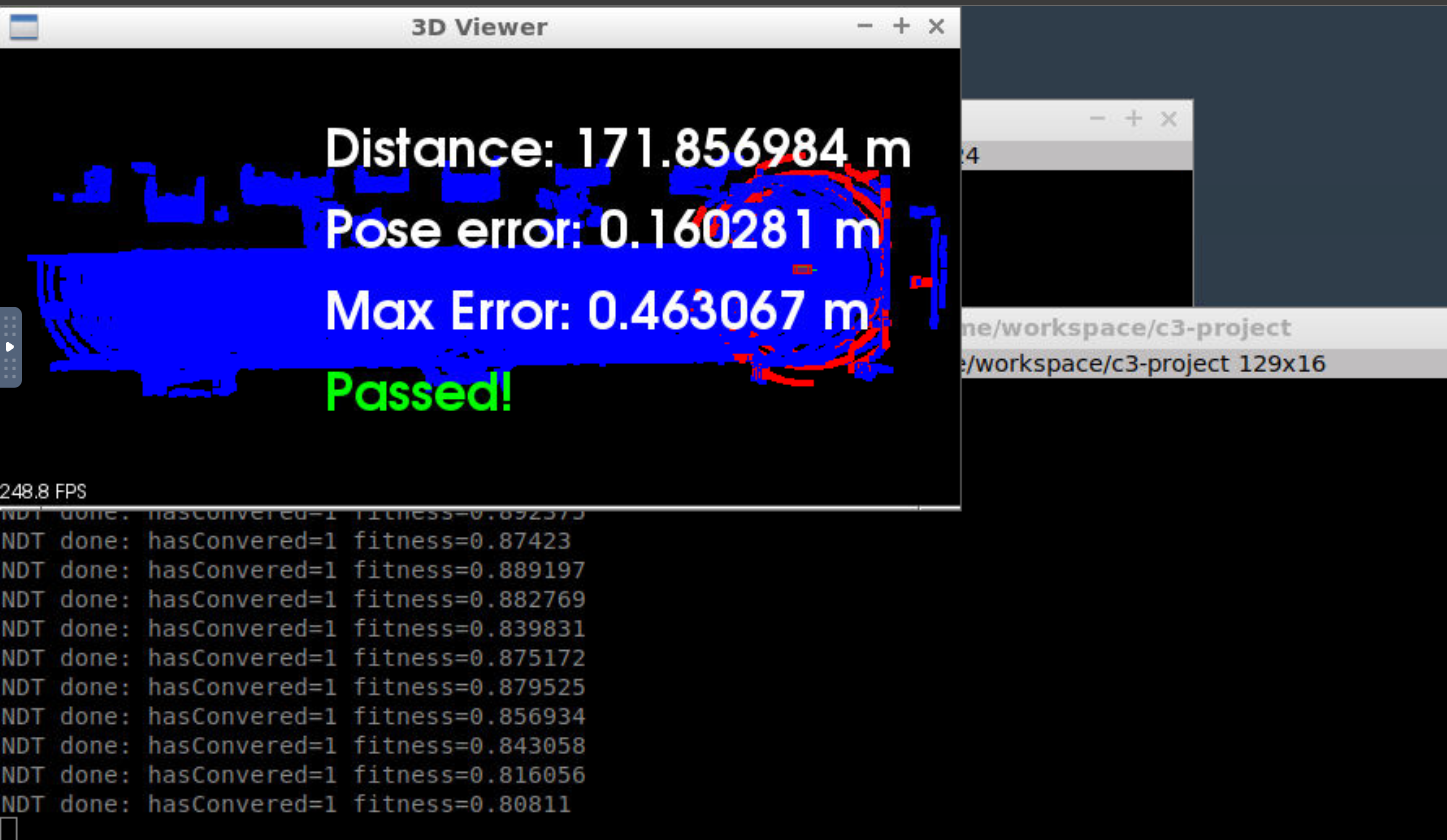 3D Viewer
Distance: 171.856984 m
Pose error: 0.160281 m
Max Error: 0.463067 m
Passed!
248.8 FPS
24
me/workspace/c3-project
e/workspace/c3-project 129x16
NDT done: hasConvered=1 fitness=0.892375
NDT done: hasConvered=1 fitness=0.87423
NDT done: hasConvered=1 fitness=0.889197
NDT done: hasConvered=1 fitness=0.882769
NDT done: hasConvered=1 fitness=0.839831
NDT done: hasConvered=1 fitness=0.875172
NDT done: hasConvered=1 fitness=0.879525
NDT done: hasConvered=1 fitness=0.856934
NDT done: hasConvered=1 fitness=0.843058
NDT done: hasConvered=1 fitness=0.816056
NDT done: hasConvered=1 fitness=0.80811